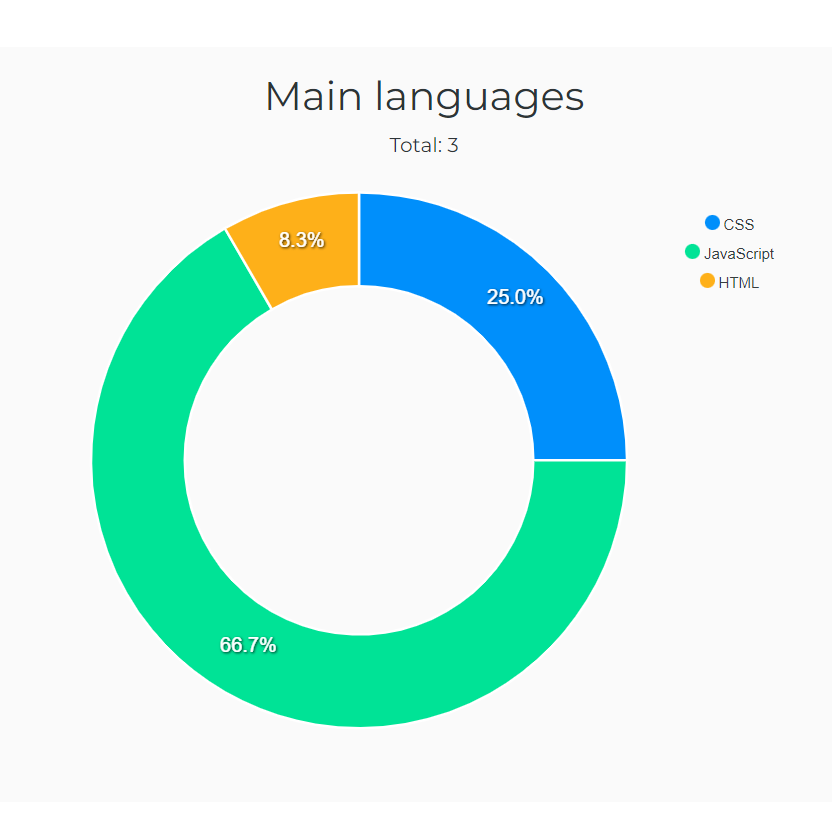 Main languages
Total: 3
8.3%
25.0%
66.7%
CSS
JavaScript
HTML